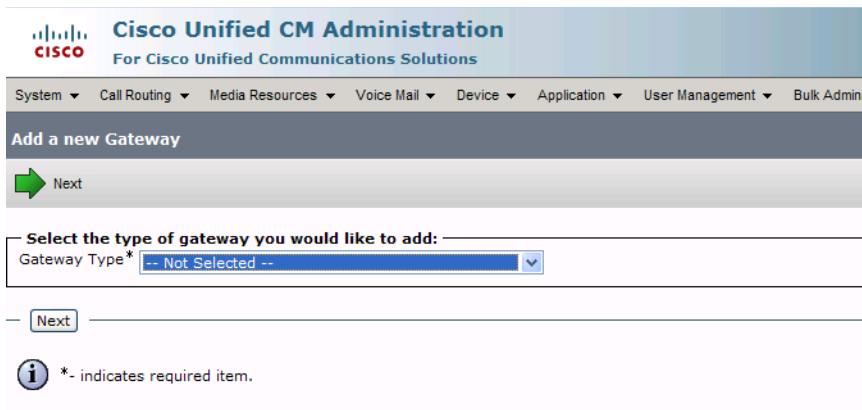 CISCO
Cisco Unified CM Administration
For Cisco Unified Communications Solutions
System Call Routing Media Resources Voice Mail Device Application User Management Bulk Admin
Add a new Gateway
Next
Select the type of gateway you would like to add:
Gateway Type* -- Not Selected --
Next
i *- indicates required item.